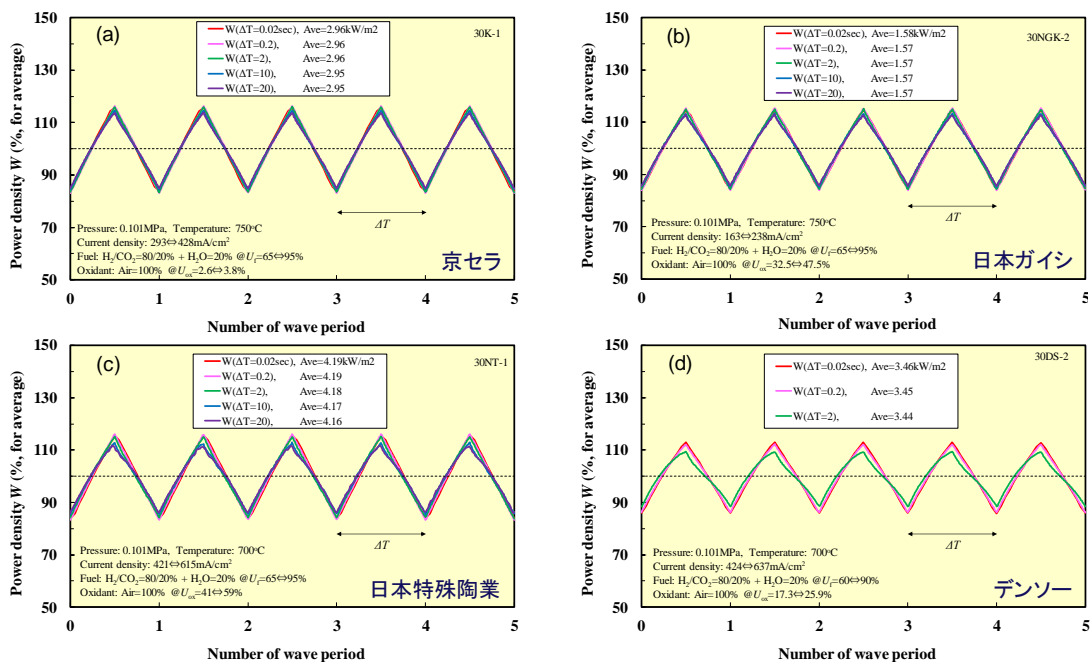 (a)
30K-1
W(ΔT=0.02sec), Ave=2.96kW/m2
W(ΔT=0.2), Ave=2.96
W(ΔT=2), Ave=2.96
W(ΔT=10), Ave=2.95
W(ΔT=20), Ave=2.95
Power density W (%, for average)
150
130
110
90
70
50
ΔT
Pressure: 0.101MPa, Temperature: 750°C
Current density: 293⇔428mA/cm²
Fuel: H₂/CO₂=80/20% + H₂O=20% @Uf=65⇔95%
Oxidant: Air=100% @Uox=2.6⇔3.8%
京セラ
0 1 2 3 4 5
Number of wave period
(b)
30NGK-2
W(ΔT=0.02sec), Ave=1.58kW/m2
W(ΔT=0.2), Ave=1.57
W(ΔT=2), Ave=1.57
W(ΔT=10), Ave=1.57
W(ΔT=20), Ave=1.57
Power density W (%, for average)
150
130
110
90
70
50
ΔT
Pressure: 0.101MPa, Temperature: 750°C
Current density: 163⇔238mA/cm²
Fuel: H₂/CO₂=80/20% + H₂O=20% @Uf=65⇔95%
Oxidant: Air=100% @Uox=32.5⇔47.5%
日本ガイシ
0 1 2 3 4 5
Number of wave period
(c)
30NT-1
W(ΔT=0.02sec), Ave=4.19kW/m2
W(ΔT=0.2), Ave=4.19
W(ΔT=2), Ave=4.18
W(ΔT=10), Ave=4.17
W(ΔT=20), Ave=4.16
Power density W (%, for average)
150
130
110
90
70
50
ΔT
Pressure: 0.101MPa, Temperature: 700°C
Current density: 421⇔615mA/cm²
Fuel: H₂/CO₂=80/20% + H₂O=20% @Uf=65⇔95%
Oxidant: Air=100% @Uox=41⇔59%
日本特殊陶業
0 1 2 3 4 5
Number of wave period
(d)
30DS-2
W(ΔT=0.02sec), Ave=3.46kW/m2
W(ΔT=0.2), Ave=3.45
W(ΔT=2), Ave=3.44
Power density W (%, for average)
150
130
110
90
70
50
ΔT
Pressure: 0.101MPa, Temperature: 700°C
Current density: 424⇔637mA/cm²
Fuel: H₂/CO₂=80/20% + H₂O=20% @Uf=60⇔90%
Oxidant: Air=100% @Uox=17.3⇔25.9%
デンソー
0 1 2 3 4 5
Number of wave period